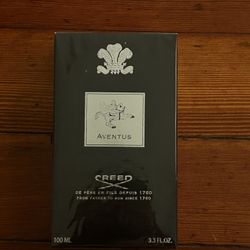 AVENTUS
CREED
DE PÈRE EN FILS DEPUIS 1760
FROM FATHER TO SON SINCE 1760
100 ML 3.3 FL.OZ.